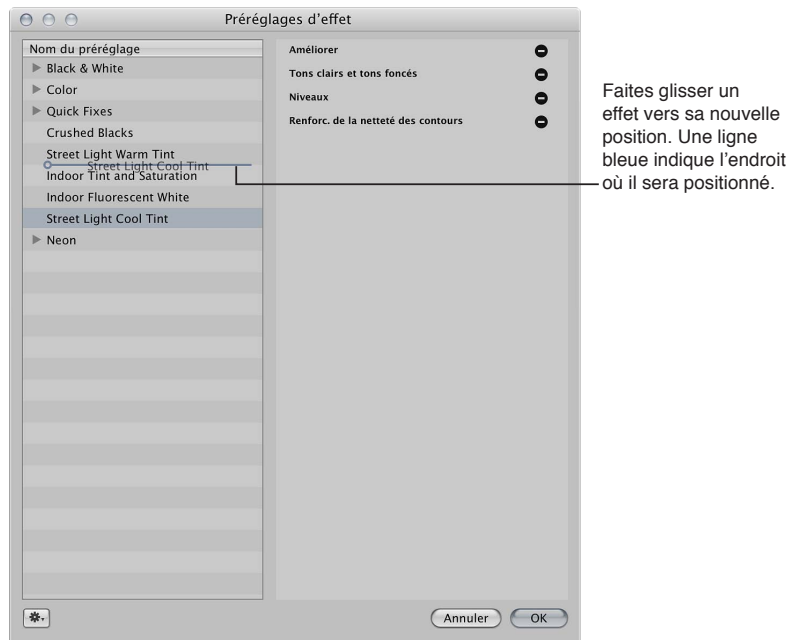 Préréglages d'effet
Nom du préréglage
Black & White
Color
Quick Fixes
Crushed Blacks
Street Light Warm Tint
Street Light Cool Tint
Indoor Tint and Saturation
Indoor Fluorescent White
Street Light Cool Tint
Neon
Améliorer
Tons clairs et tons foncés
Niveaux
Renforc. de la netteté des contours
Faites glisser un
effet vers sa nouvelle
position. Une ligne
bleue indique l'endroit
où il sera positionné.
Annuler
OK